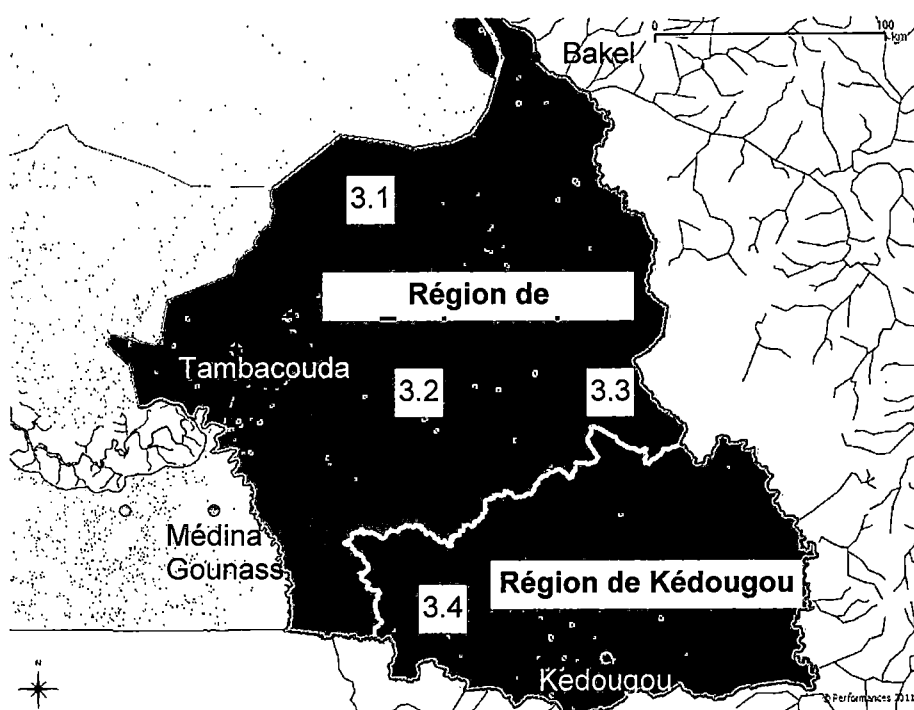 0 100
km
Bakel
3.1
Région de
Tambacouda
3.2
3.3
Médina
Gounass
Région de Kédougou
3.4
Kédougou
N
© Performances 2011